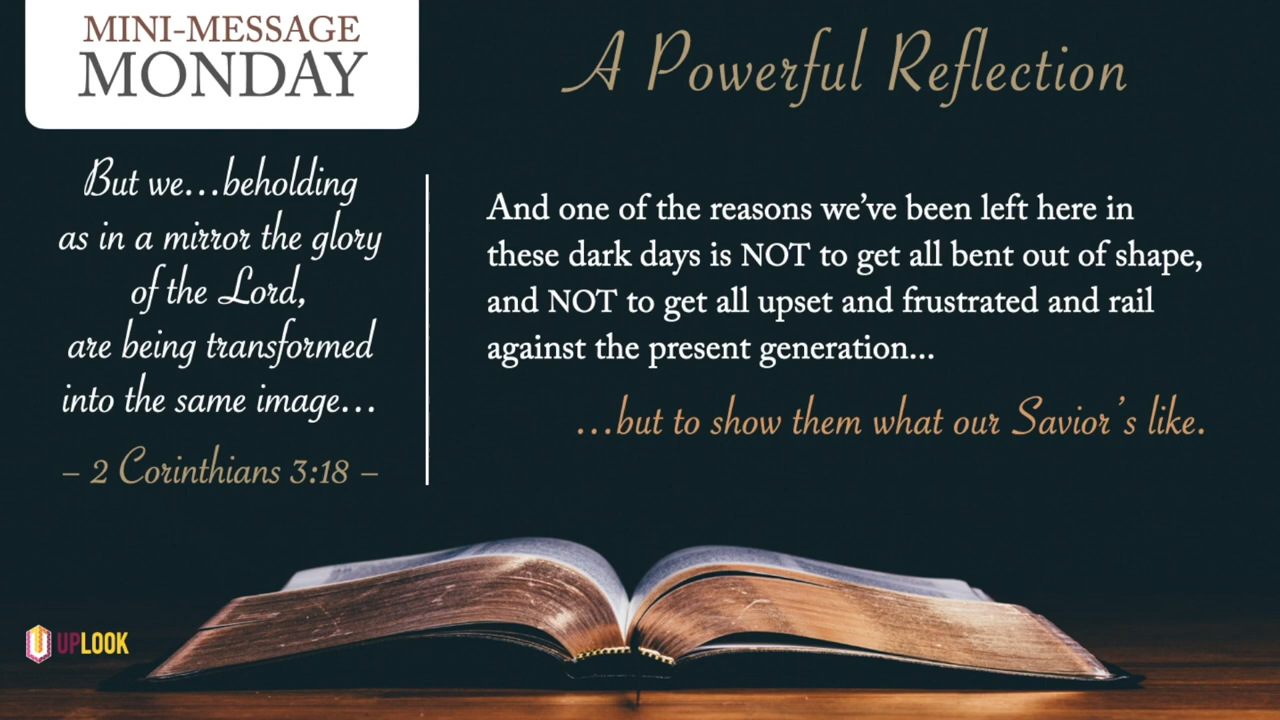 MINI-MESSAGE
MONDAY
A Powerful Reflection
But we...beholding
as in a mirror the glory
of the Lord,
are being transformed
into the same image...
– 2 Corinthians 3:18 –
And one of the reasons we've been left here in
these dark days is NOT to get all bent out of shape,
and NOT to get all upset and frustrated and rail
against the present generation...
...but to show them what our Savior's like.
UPLOOK